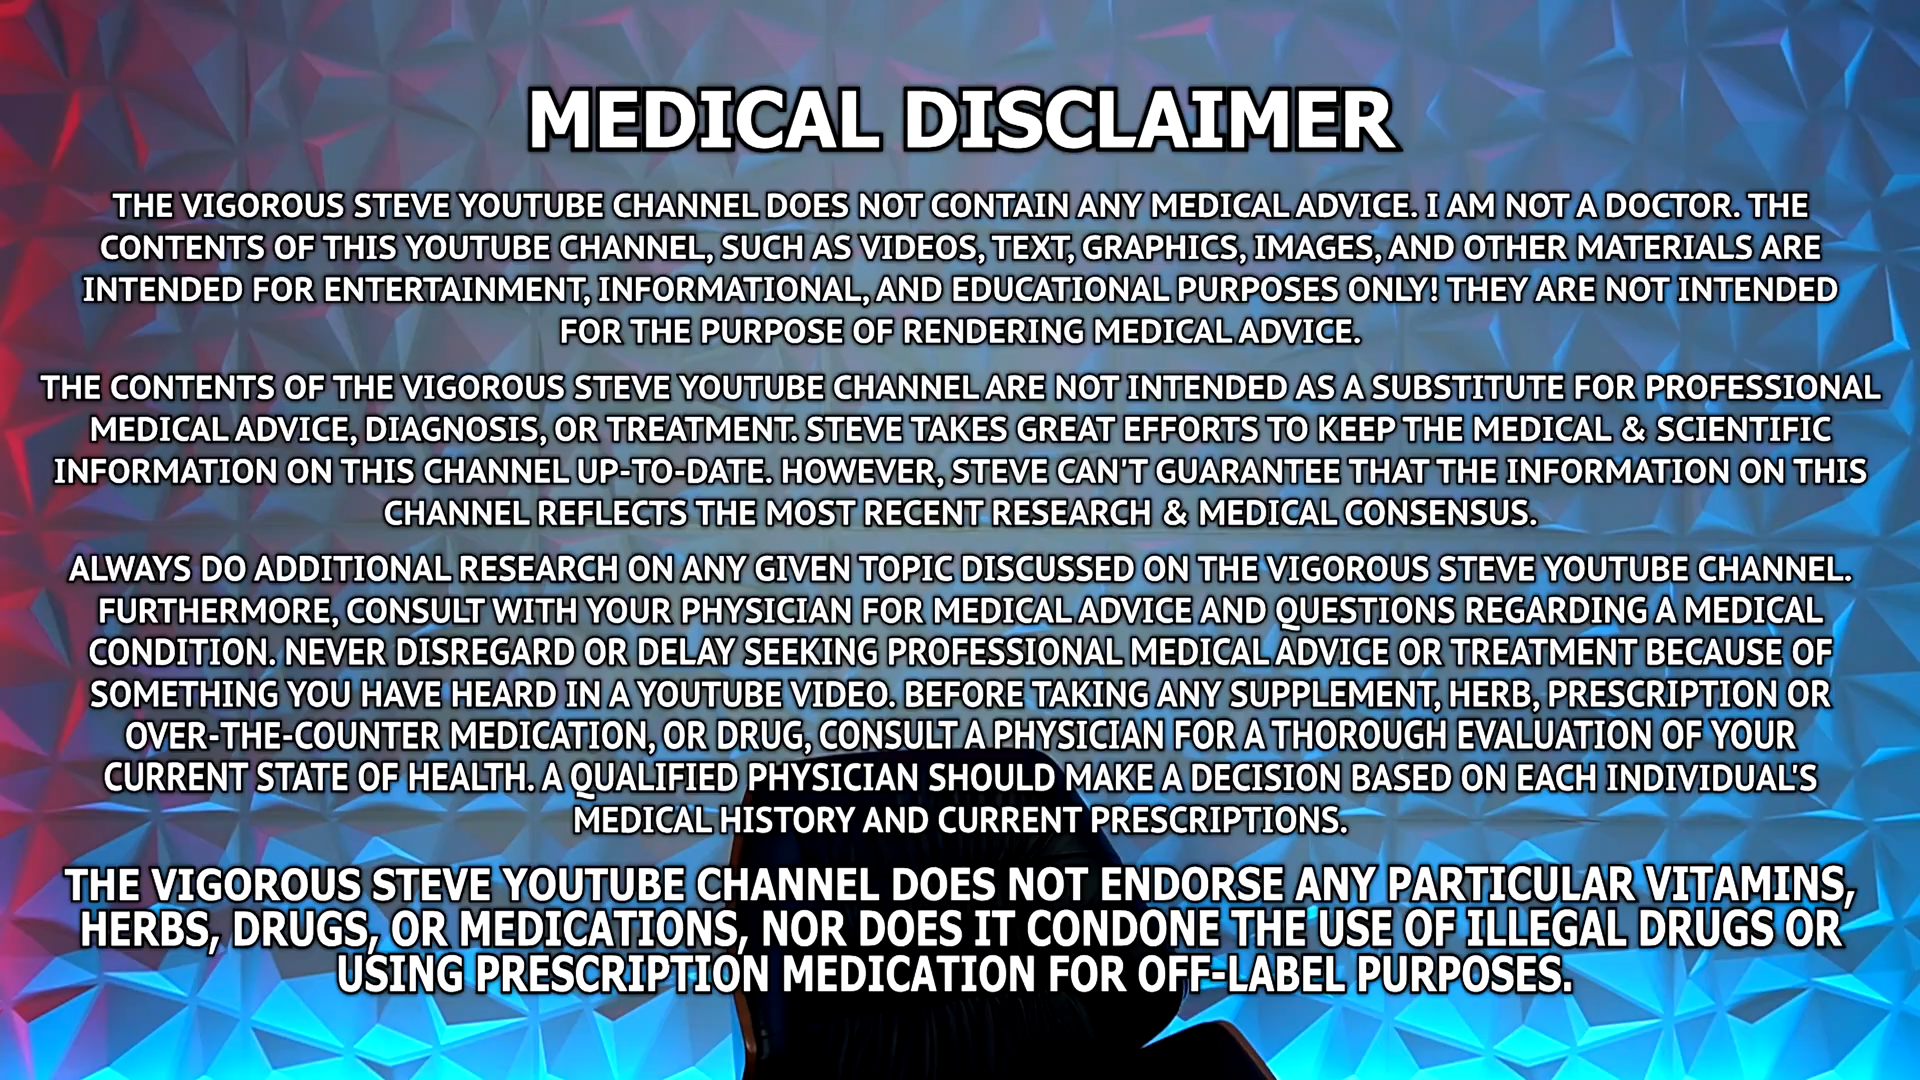 MEDICAL DISCLAIMER
THE VIGOROUS STEVE YOUTUBE CHANNEL DOES NOT CONTAIN ANY MEDICAL ADVICE. I AM NOT A DOCTOR. THE
CONTENTS OF THIS YOUTUBE CHANNEL, SUCH AS VIDEOS, TEXT, GRAPHICS, IMAGES, AND OTHER MATERIALS ARE
INTENDED FOR ENTERTAINMENT, INFORMATIONAL, AND EDUCATIONAL PURPOSES ONLY! THEY ARE NOT INTENDED
FOR THE PURPOSE OF RENDERING MEDICAL ADVICE.
THE CONTENTS OF THE VIGOROUS STEVE YOUTUBE CHANNEL ARE NOT INTENDED AS A SUBSTITUTE FOR PROFESSIONAL
MEDICAL ADVICE, DIAGNOSIS, OR TREATMENT. STEVE TAKES GREAT EFFORTS TO KEEP THE MEDICAL & SCIENTIFIC
INFORMATION ON THIS CHANNEL UP-TO-DATE. HOWEVER, STEVE CAN'T GUARANTEE THAT THE INFORMATION ON THIS
CHANNEL REFLECTS THE MOST RECENT RESEARCH & MEDICAL CONSENSUS.
ALWAYS DO ADDITIONAL RESEARCH ON ANY GIVEN TOPIC DISCUSSED ON THE VIGOROUS STEVE YOUTUBE CHANNEL.
FURTHERMORE, CONSULT WITH YOUR PHYSICIAN FOR MEDICAL ADVICE AND QUESTIONS REGARDING A MEDICAL
CONDITION. NEVER DISREGARD OR DELAY SEEKING PROFESSIONAL MEDICAL ADVICE OR TREATMENT BECAUSE OF
SOMETHING YOU HAVE HEARD IN A YOUTUBE VIDEO. BEFORE TAKING ANY SUPPLEMENT, HERB, PRESCRIPTION OR
OVER-THE-COUNTER MEDICATION, OR DRUG, CONSULT A PHYSICIAN FOR A THOROUGH EVALUATION OF YOUR
CURRENT STATE OF HEALTH. A QUALIFIED PHYSICIAN SHOULD MAKE A DECISION BASED ON EACH INDIVIDUAL'S
MEDICAL HISTORY AND CURRENT PRESCRIPTIONS.
THE VIGOROUS STEVE YOUTUBE CHANNEL DOES NOT ENDORSE ANY PARTICULAR VITAMINS,
HERBS, DRUGS, OR MEDICATIONS, NOR DOES IT CONDONE THE USE OF ILLEGAL DRUGS OR
USING PRESCRIPTION MEDICATION FOR OFF-LABEL PURPOSES.